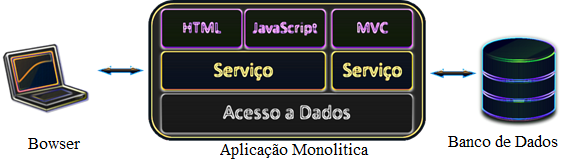 HTML JavaScript MVC
Serviço Serviço
Acesso a Dados
Bowser
Aplicação Monolitica
Banco de Dados